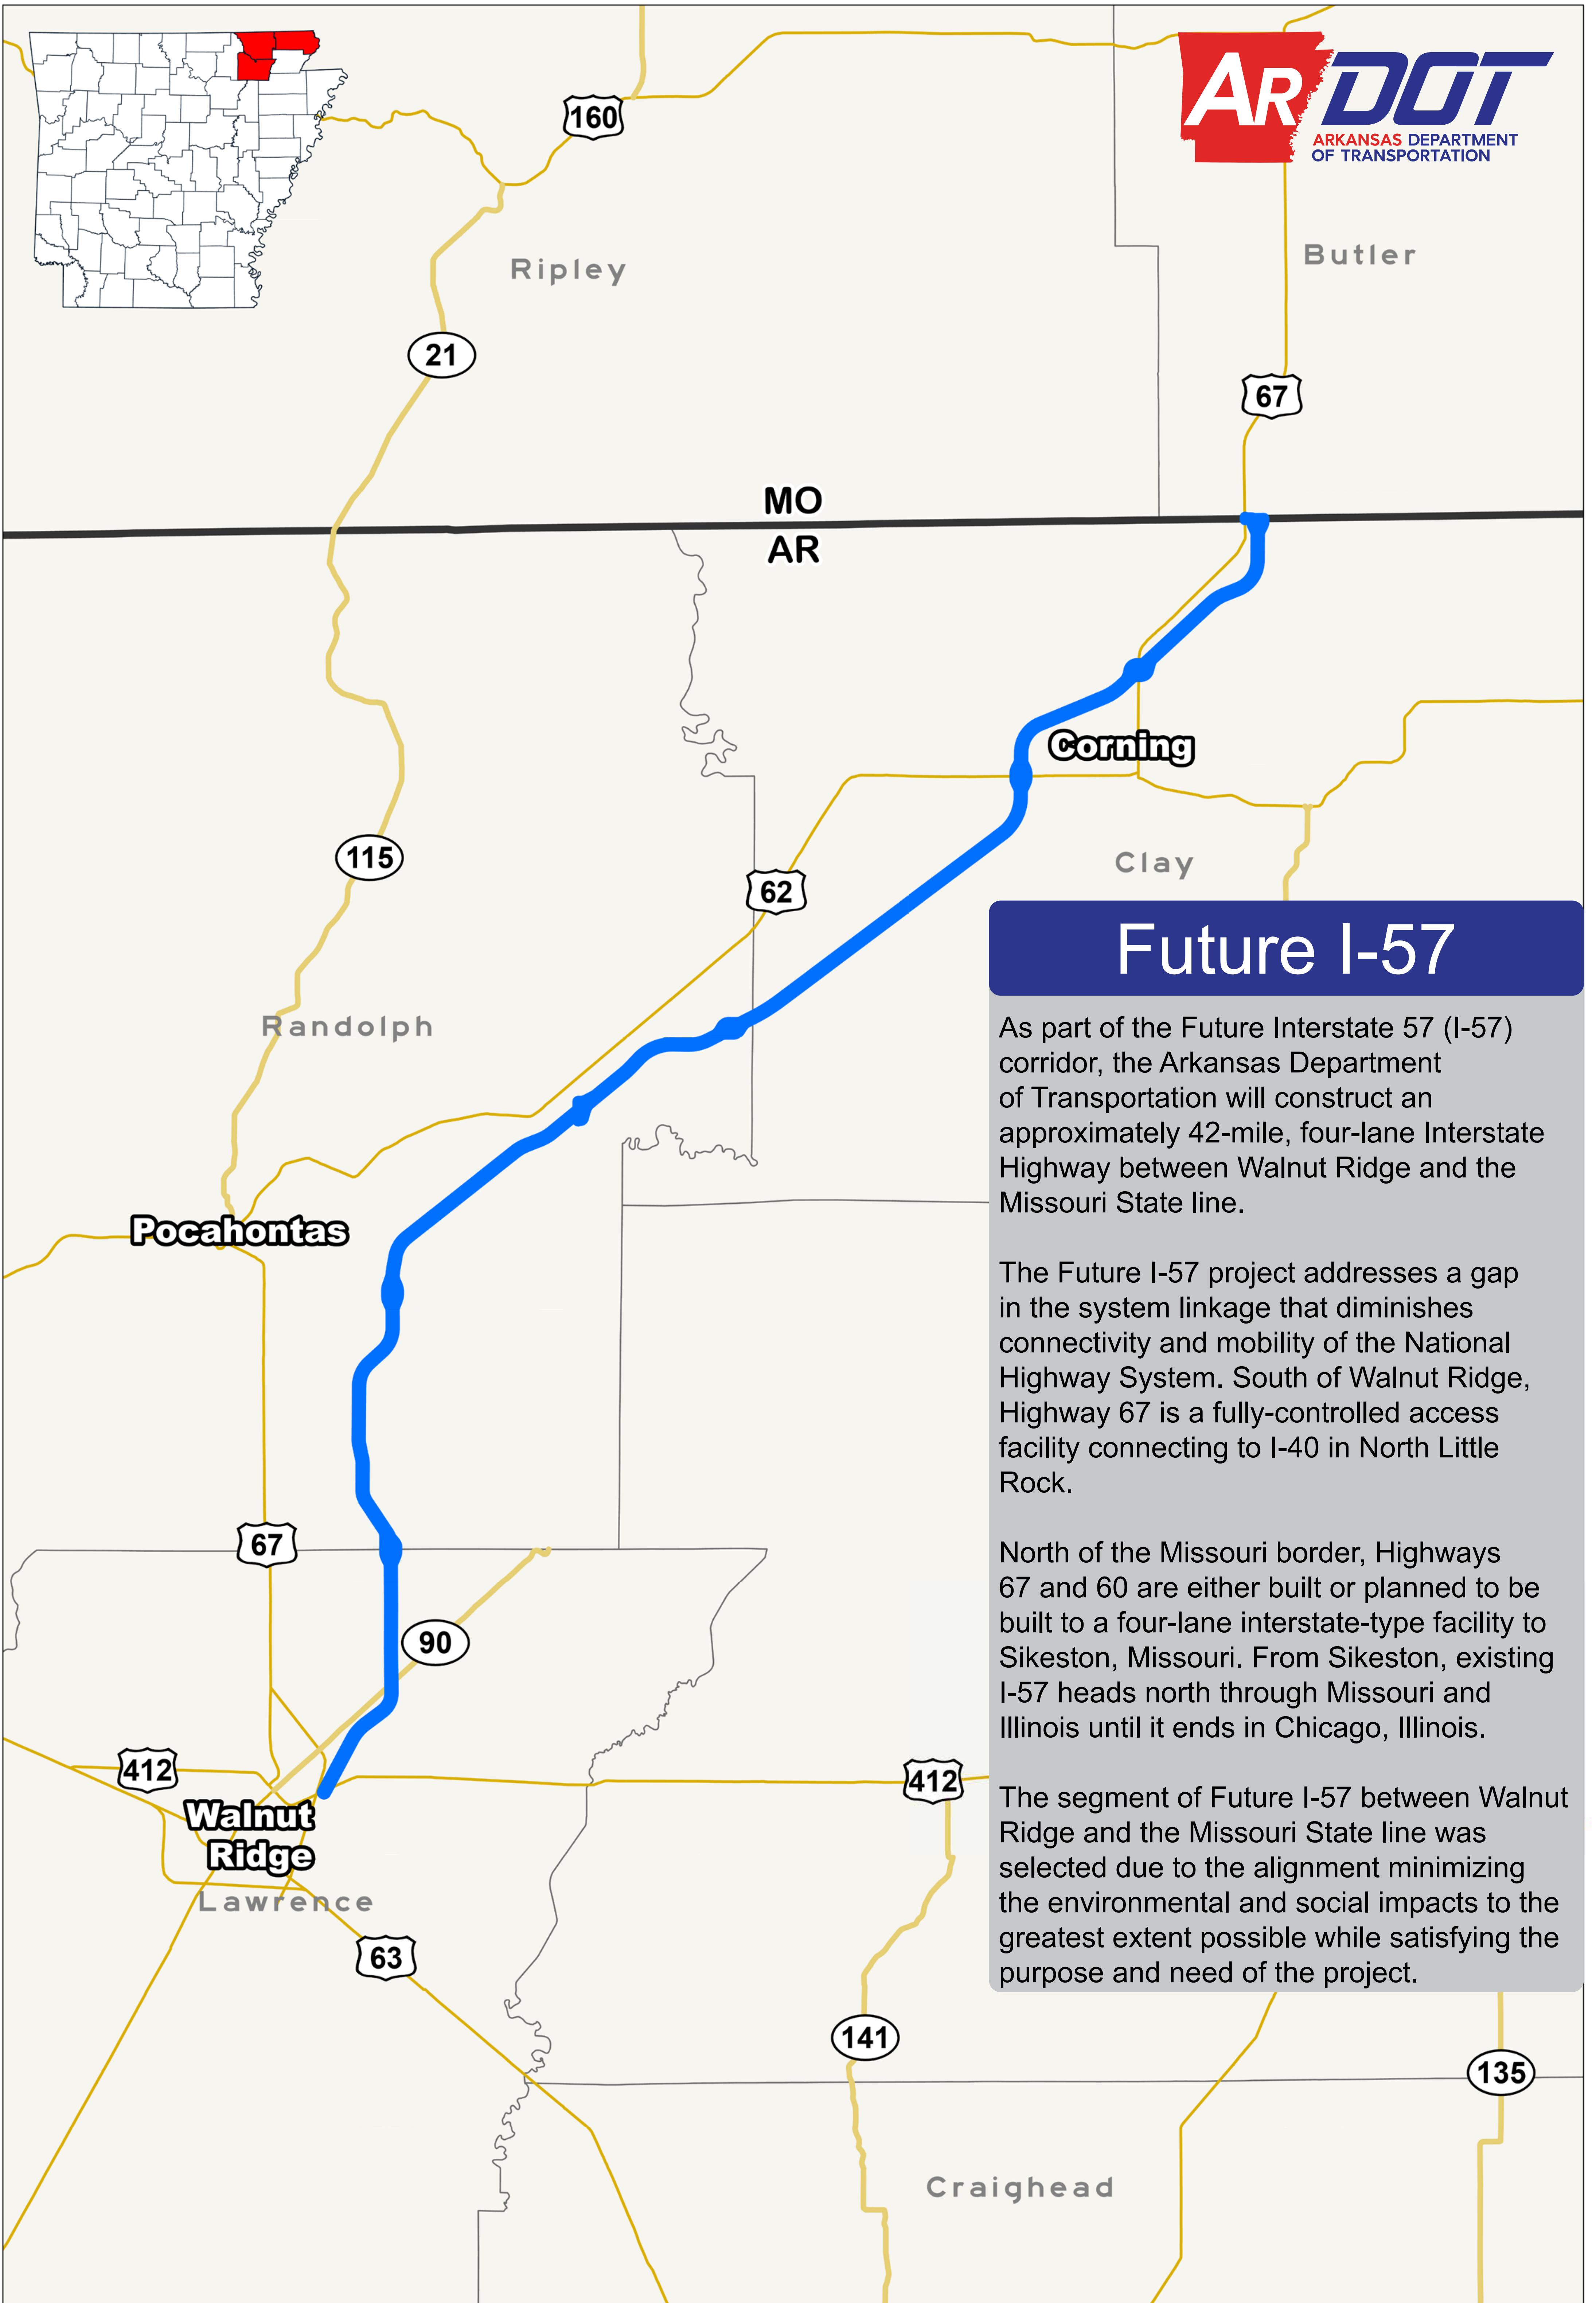 AR DOT
ARKANSAS DEPARTMENT
OF TRANSPORTATION
160
Ripley
Butler
21
67
MO
AR
Corning
115
Clay
62
Randolph
Pocahontas
67
90
412
412
Walnut
Ridge
Lawrence
63
141
135
Craighead
Future I-57
As part of the Future Interstate 57 (I-57)
corridor, the Arkansas Department
of Transportation will construct an
approximately 42-mile, four-lane Interstate
Highway between Walnut Ridge and the
Missouri State line.
The Future I-57 project addresses a gap
in the system linkage that diminishes
connectivity and mobility of the National
Highway System. South of Walnut Ridge,
Highway 67 is a fully-controlled access
facility connecting to I-40 in North Little
Rock.
North of the Missouri border, Highways
67 and 60 are either built or planned to be
built to a four-lane interstate-type facility to
Sikeston, Missouri. From Sikeston, existing
I-57 heads north through Missouri and
Illinois until it ends in Chicago, Illinois.
The segment of Future I-57 between Walnut
Ridge and the Missouri State line was
selected due to the alignment minimizing
the environmental and social impacts to the
greatest extent possible while satisfying the
purpose and need of the project.